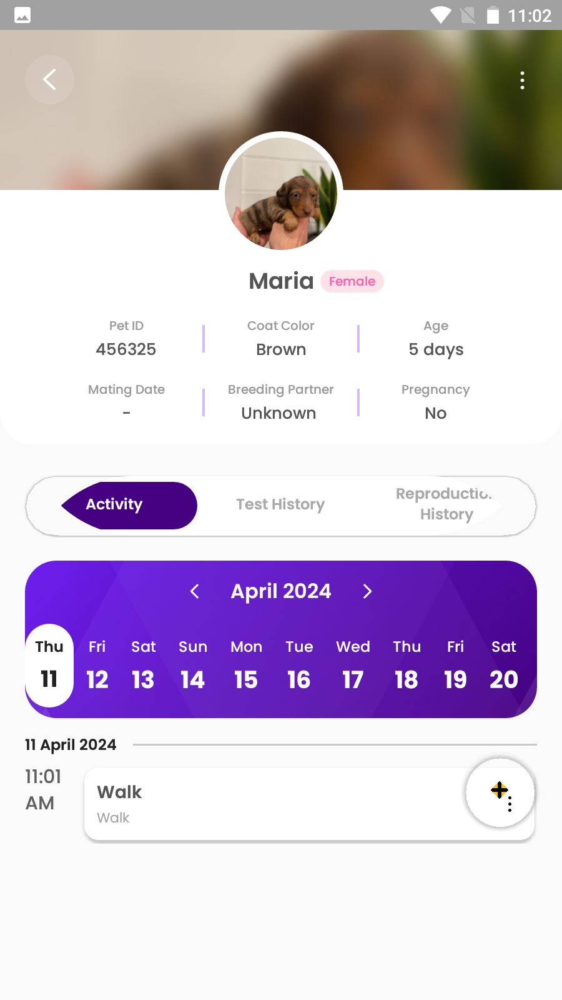 11:02
Maria Female
Pet ID Coat Color Age
456325 Brown 5 days
Mating Date Breeding Partner Pregnancy
- Unknown No
Activity Test History Reproduction
History
April 2024
Thu Fri Sat Sun Mon Tue Wed Thu Fri Sat
11 12 13 14 15 16 17 18 19 20
11 April 2024
11:01
AM
Walk
Walk